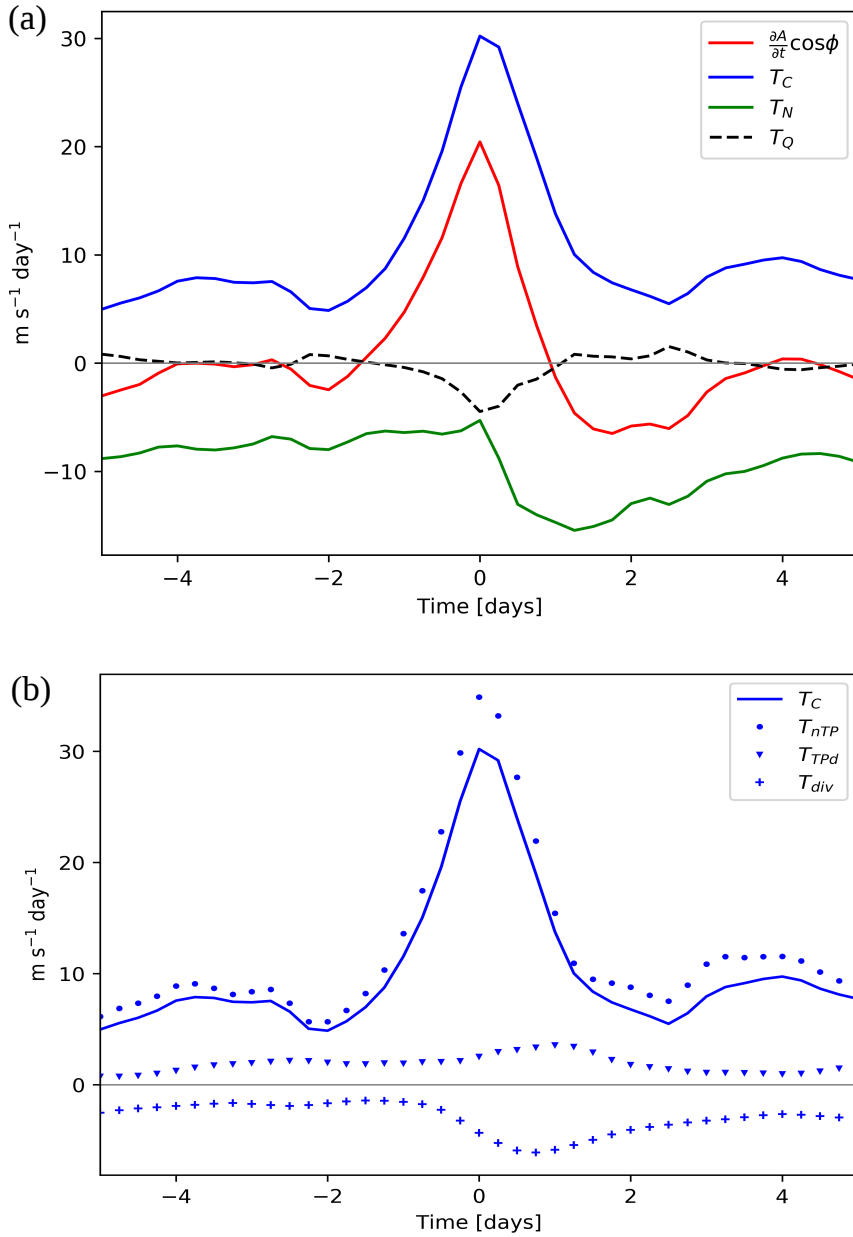 (a)
30
20
10
0
−10
m s⁻¹ day⁻¹
∂A/∂t cosϕ
T_C
T_N
T_Q
−4 −2 0 2 4
Time [days]
(b)
30
20
10
0
m s⁻¹ day⁻¹
T_C
T_nTP
T_TPd
T_div
−4 −2 0 2 4
Time [days]